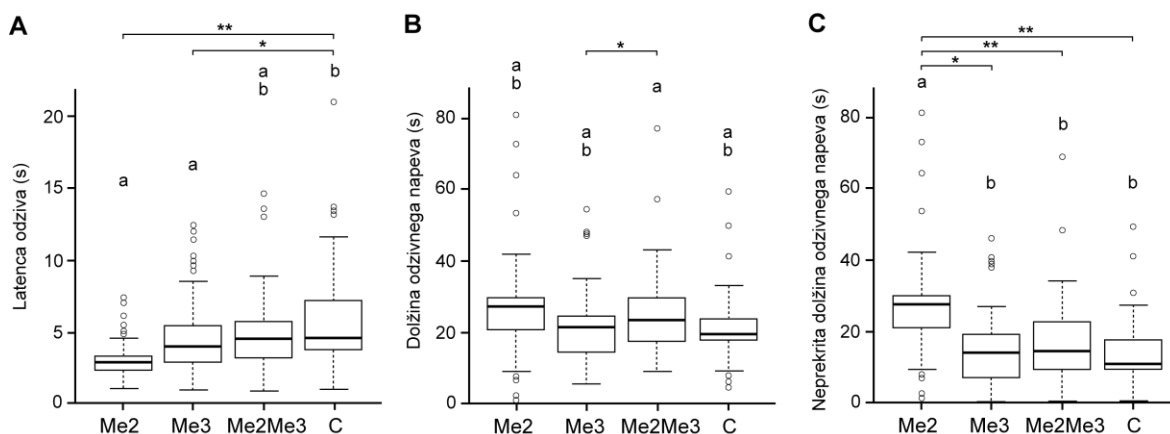 A
**
*
a
b
b
a
a
Latenca odziva (s)
20
15
10
5
0
Me2
Me3
Me2Me3
C
B
*
a
b
a
a
b
a
b
Dolžina odzivnega napeva (s)
80
60
40
20
0
Me2
Me3
Me2Me3
C
C
**
**
*
a
b
b
b
Neprekrita dolžina odzivnega napeva (s)
80
60
40
20
0
Me2
Me3
Me2Me3
C